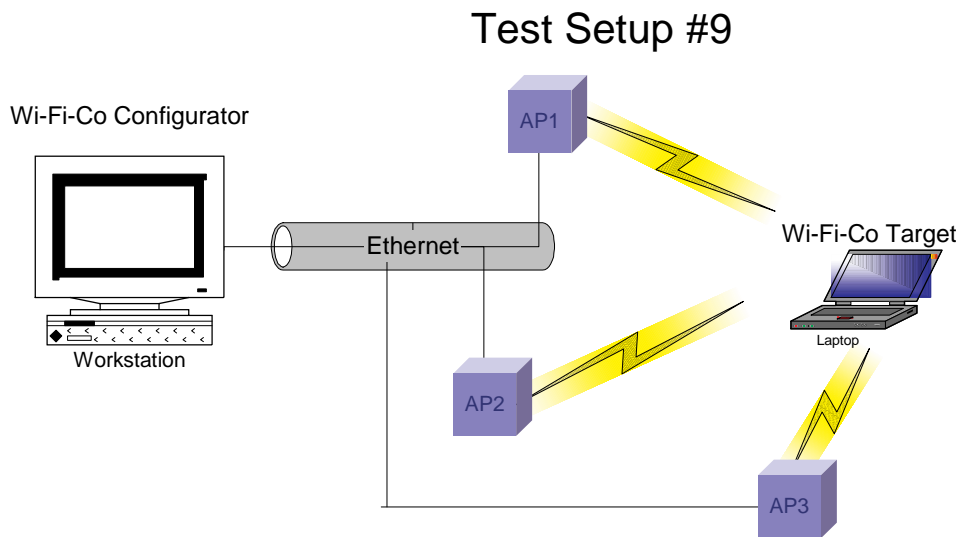 Test Setup #9
Wi-Fi-Co Configurator
AP1
Ethernet
Wi-Fi-Co Target
Laptop
Workstation
AP2
AP3